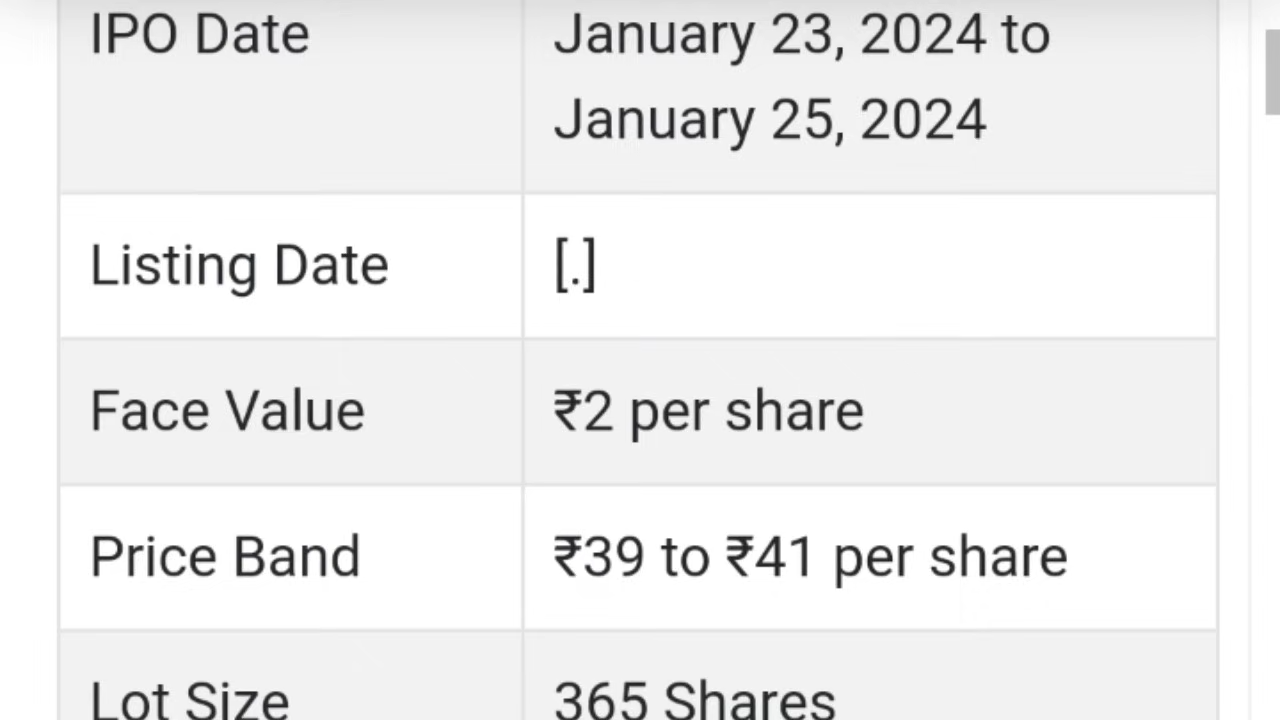 IPO Date
January 23, 2024 to
January 25, 2024
Listing Date
[.]
Face Value
₹2 per share
Price Band
₹39 to ₹41 per share
Lot Size
365 Shares